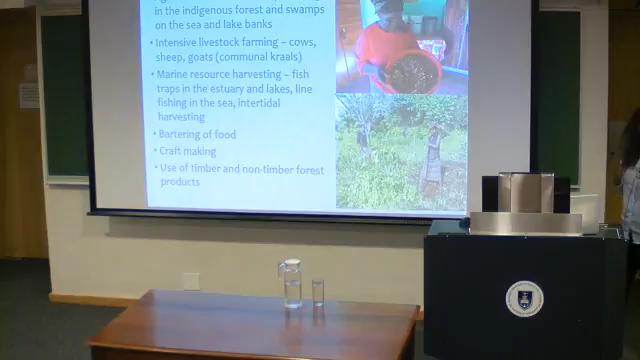 in the indigenous forest and swamps
on the sea and lake banks
• Intensive livestock farming – cows,
sheep, goats (communal kraals)
• Marine resource harvesting – fish
traps in the estuary and lakes, line
fishing in the sea, intertidal
harvesting
• Bartering of food
• Craft making
• Use of timber and non-timber forest
products